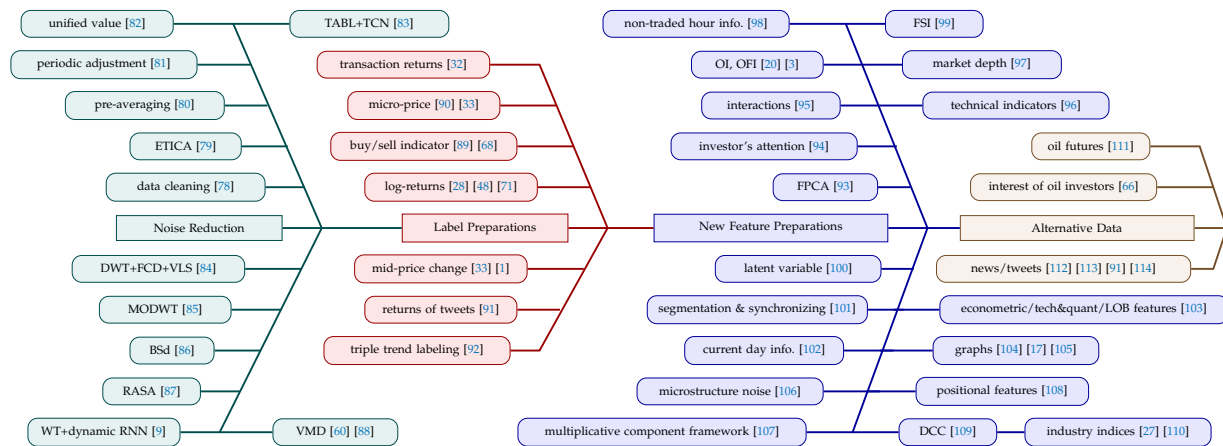 unified value [82]
TABL+TCN [83]
periodic adjustment [81]
pre-averaging [80]
ETICA [79]
data cleaning [78]
Noise Reduction
DWT+FCD+VLS [84]
MODWT [85]
BSd [86]
RASA [87]
WT+dynamic RNN [9]
VMD [60] [88]
transaction returns [32]
micro-price [90] [33]
buy/sell indicator [89] [68]
log-returns [28] [48] [71]
Label Preparations
mid-price change [33] [1]
returns of tweets [91]
triple trend labeling [92]
non-traded hour info. [98]
FSI [99]
OI, OFI [20] [3]
market depth [97]
interactions [95]
technical indicators [96]
investor's attention [94]
FPCA [93]
New Feature Preparations
latent variable [100]
segmentation & synchronizing [101]
econometric/tech&quant/LOB features [103]
current day info. [102]
graphs [104] [17] [105]
microstructure noise [106]
positional features [108]
multiplicative component framework [107]
DCC [109]
industry indices [27] [110]
oil futures [111]
interest of oil investors [66]
Alternative Data
news/tweets [112] [113] [91] [114]